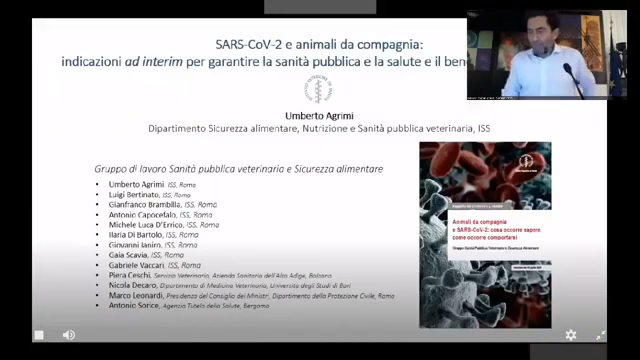 SARS-CoV-2 e animali da compagnia:
indicazioni ad interim per garantire la sanità pubblica e la salute e il bene
Umberto Agrimi
Dipartimento Sicurezza alimentare, Nutrizione e Sanità pubblica veterinaria, ISS
Gruppo di lavoro Sanità pubblica veterinaria e Sicurezza alimentare
• Umberto Agrimi, ISS, Roma
• Luigi Bertinato, ISS, Roma
• Gianfranco Brambilla, ISS, Roma
• Antonio Capocefalo, ISS, Roma
• Michele Luca D'Errico, ISS, Roma
• Ilaria Di Bartolo, ISS, Roma
• Giovanni Ianiro, ISS, Roma
• Gaia Scavia, ISS, Roma
• Gabriele Vaccari, ISS, Roma
• Piera Ceschi, Servizio Veterinario, Azienda Sanitaria dell'Alto Adige, Bolzano
• Nicola Decaro, Dipartimento di Medicina Veterinaria, Università degli Studi di Bari
• Marco Leonardi, Presidenza del Consiglio dei Ministri, Dipartimento della Protezione Civile, Roma
• Antonio Sorice, Agenzia Tutela della Salute, Bergamo
Animali da compagnia
e SARS-CoV-2: cosa occorre sapere
come occorre comportarsi
Gruppo Sanità Pubblica Veterinaria e Sicurezza Alimentare